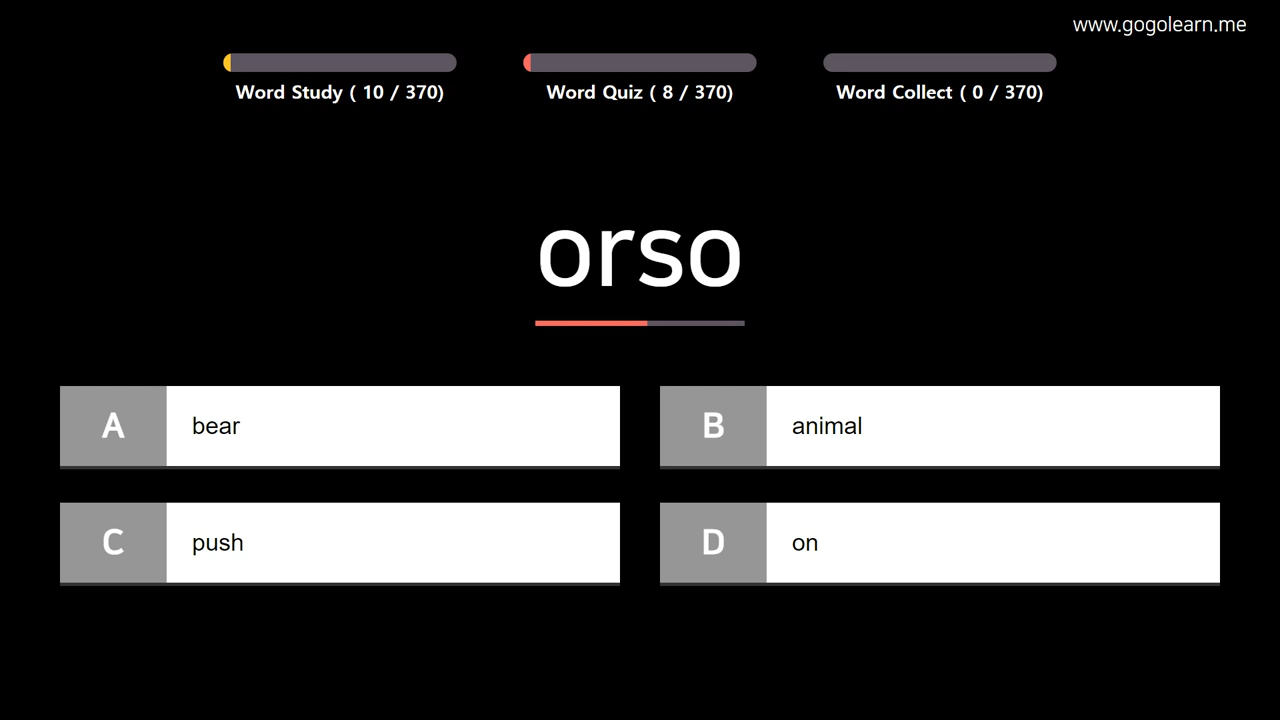 www.gogolearn.me
Word Study ( 10 / 370)
Word Quiz ( 8 / 370)
Word Collect ( 0 / 370)
orso
A bear
B animal
C push
D on